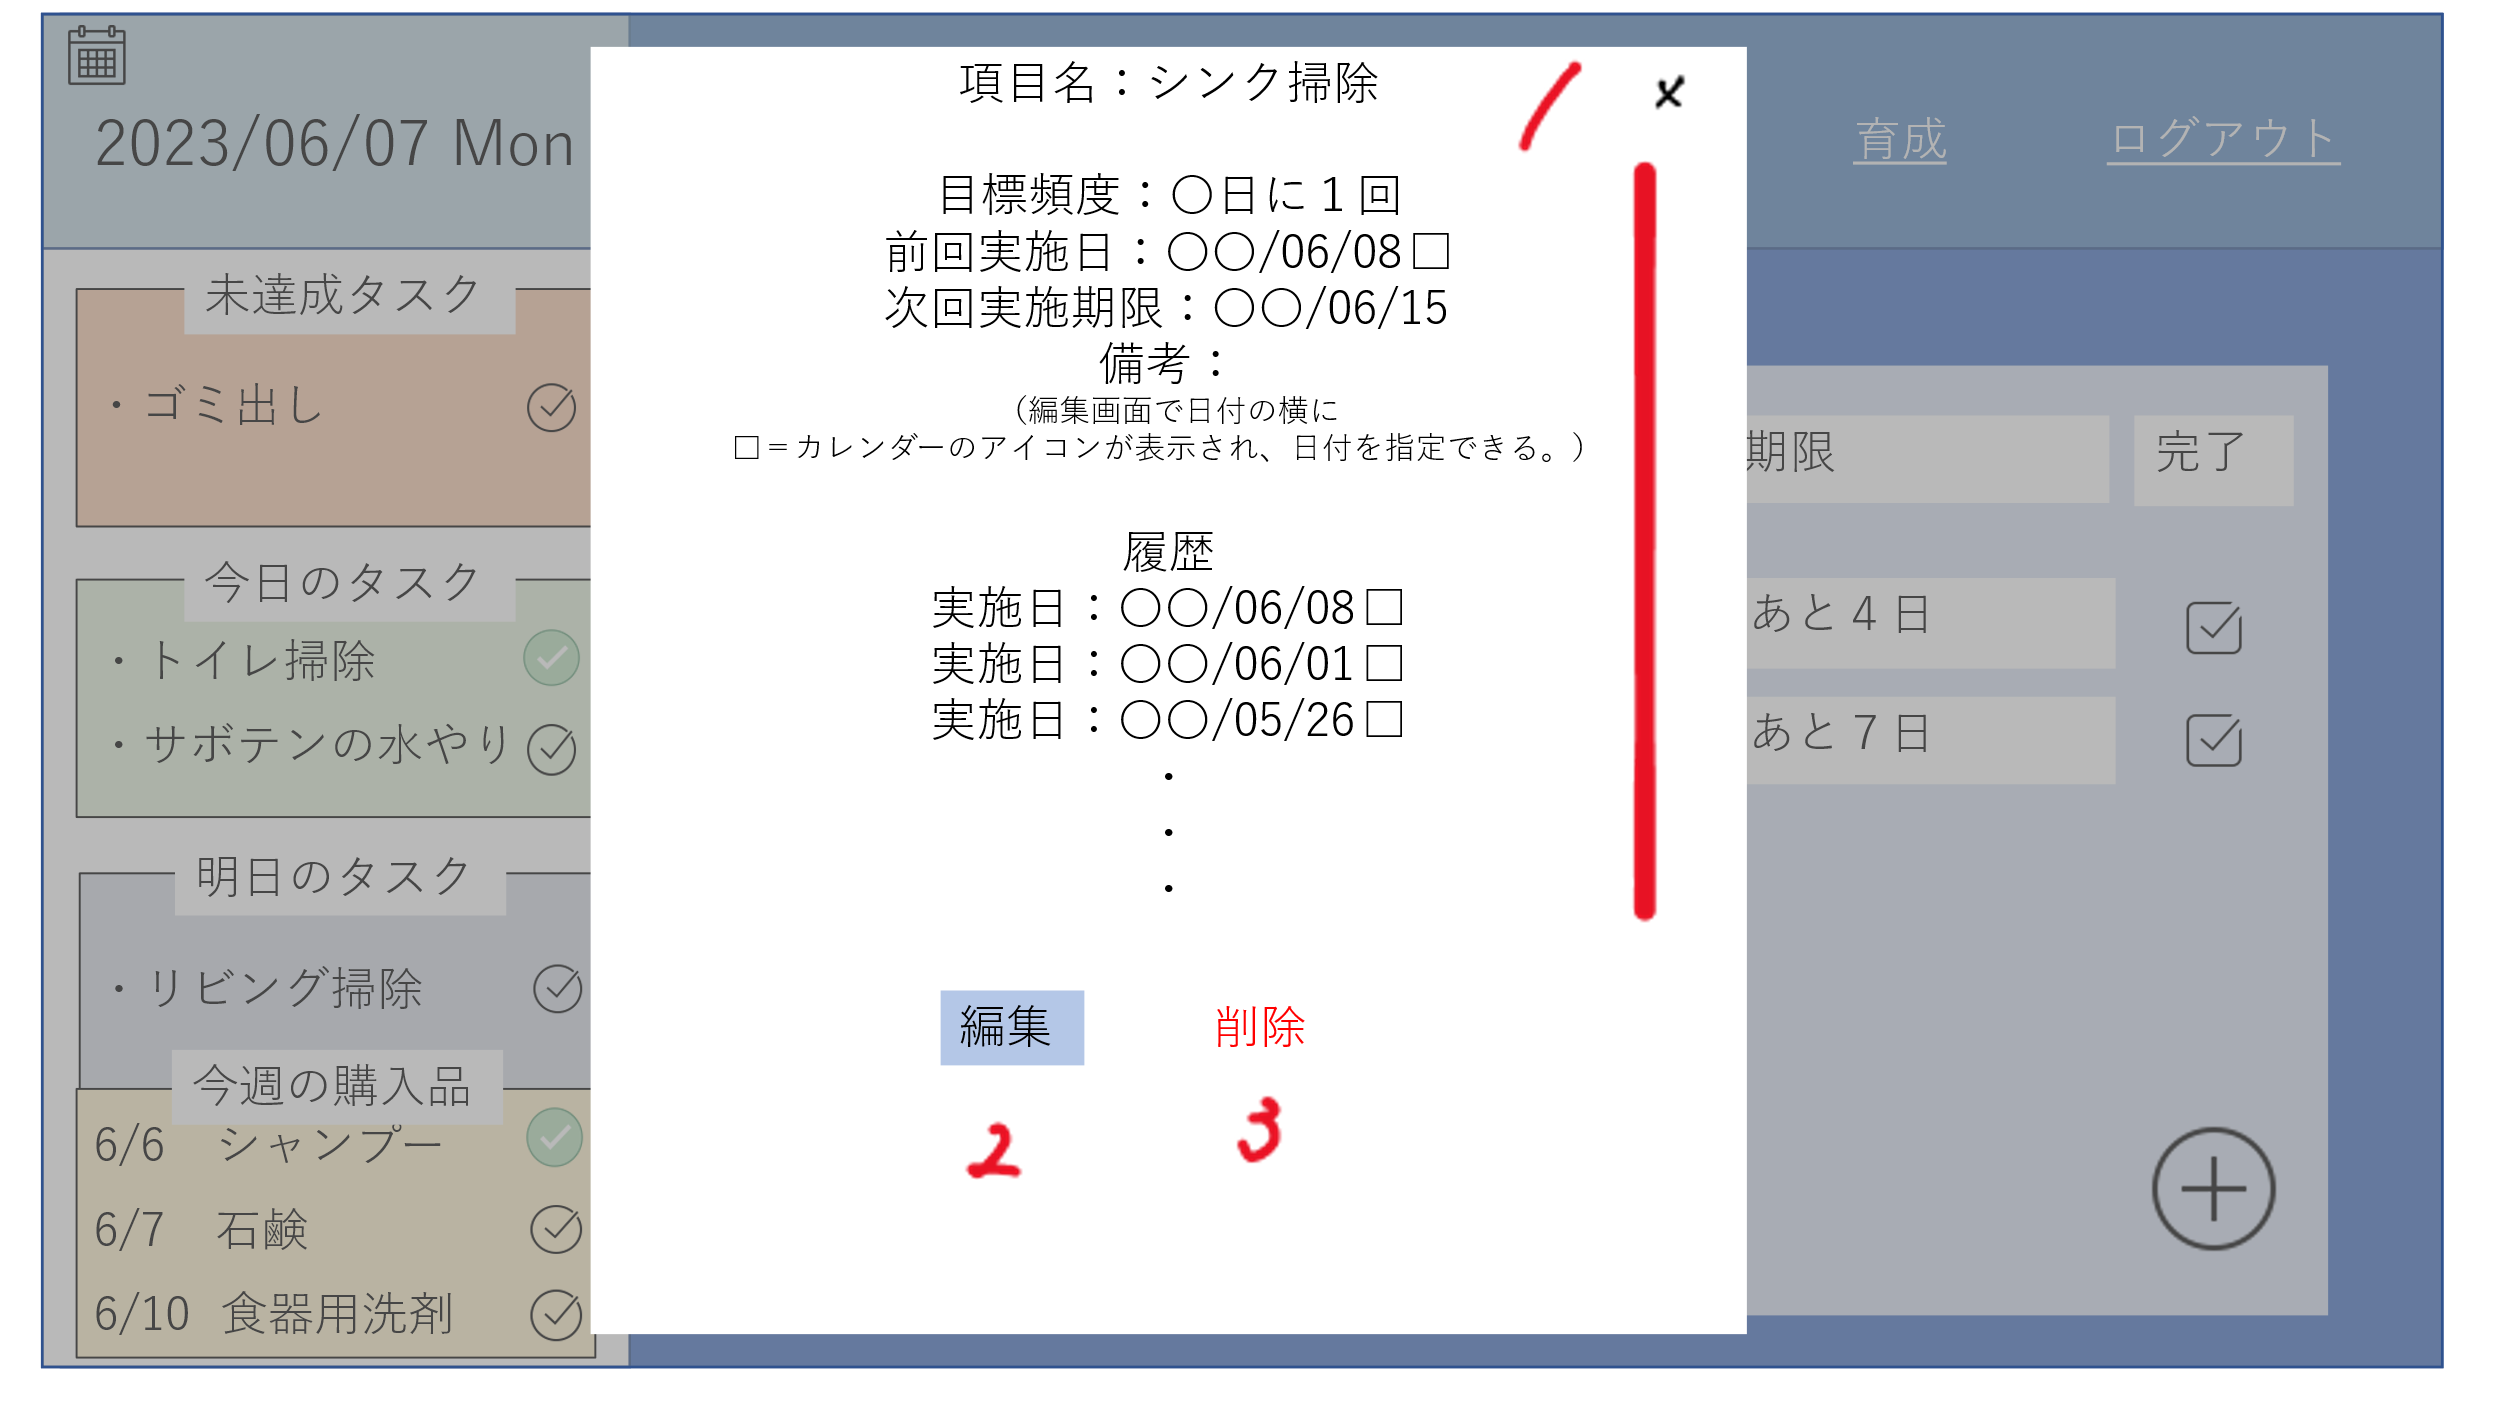 2023/06/07 Mon
育成
ログアウト
未達成タスク
・ゴミ出し
今日のタスク
・トイレ掃除
・サボテンの水やり
明日のタスク
・リビング掃除
今週の購入品
6/6 シャンプー
6/7 石鹸
6/10 食器用洗剤
項目名：シンク掃除
1
×
目標頻度：〇日に１回
前回実施日：〇〇/06/08□
次回実施期限：〇〇/06/15
備考：
（編集画面で日付の横に
□＝カレンダーのアイコンが表示され、日付を指定できる。）
履歴
実施日：〇〇/06/08□
実施日：〇〇/06/01□
実施日：〇〇/05/26□
・
・
・
編集
削除
2
3
期限
完了
あと４日
あと７日